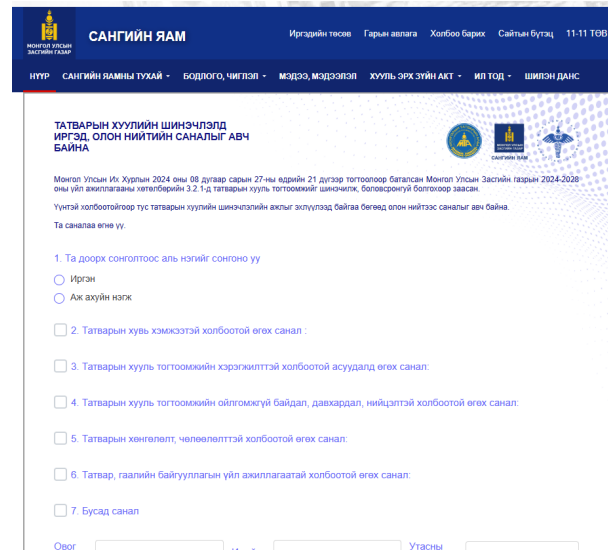 МОНГОЛ УЛСЫН
ЗАСГИЙН ГАЗАР
САНГИЙН ЯАМ
Иргэдийн төсөв Гарын авлага Холбоо барих Сайтын бүтэц 11-11 ТӨВ
НҮҮР САНГИЙН ЯАМНЫ ТУХАЙ БОДЛОГО, ЧИГЛЭЛ МЭДЭЭ, МЭДЭЭЛЭЛ ХУУЛЬ ЭРХ ЗҮЙН АКТ ИЛ ТОД ШИЛЭН ДАНС
ТАТВАРЫН ХУУЛИЙН ШИНЭЧЛЭЛД
ИРГЭД, ОЛОН НИЙТИЙН САНАЛЫГ АВЧ
БАЙНА
САНГИЙН ЯАМ
Монгол Улсын Их Хурлын 2024 оны 08 дугаар сарын 27-ны өдрийн 21 дүгээр тогтоолоор баталсан Монгол Улсын Засгийн газрын 2024-2028
оны үйл ажиллагааны хөтөлбөрийн 3.2.1-д татварын хууль тогтоомжийг шинэчилж, боловсронгуй болгохоор заасан.
Үүнтэй холбоотойгоор тус татварын хуулийн шинэчлэлийн ажлыг эхлүүлээд байгаа бөгөөд олон нийтээс саналыг авч байна.
Та саналаа өгнө үү.
1. Та доорх сонголтоос аль нэгийг сонгоно уу
Иргэн
Аж ахуйн нэгж
2. Татварын хувь хэмжээтэй холбоотой өгөх санал :
3. Татварын хууль тогтоомжийн хэрэгжилттэй холбоотой асуудалд өгөх санал:
4. Татварын хууль тогтоомжийн ойлгомжгүй байдал, давхардал, нийцэлтэй холбоотой өгөх санал:
5. Татварын хөнгөлөлт, чөлөөлөлттэй холбоотой өгөх санал:
6. Татвар, гаалийн байгууллагын үйл ажиллагаатай холбоотой өгөх санал:
7. Бусад санал
Овог Утасны